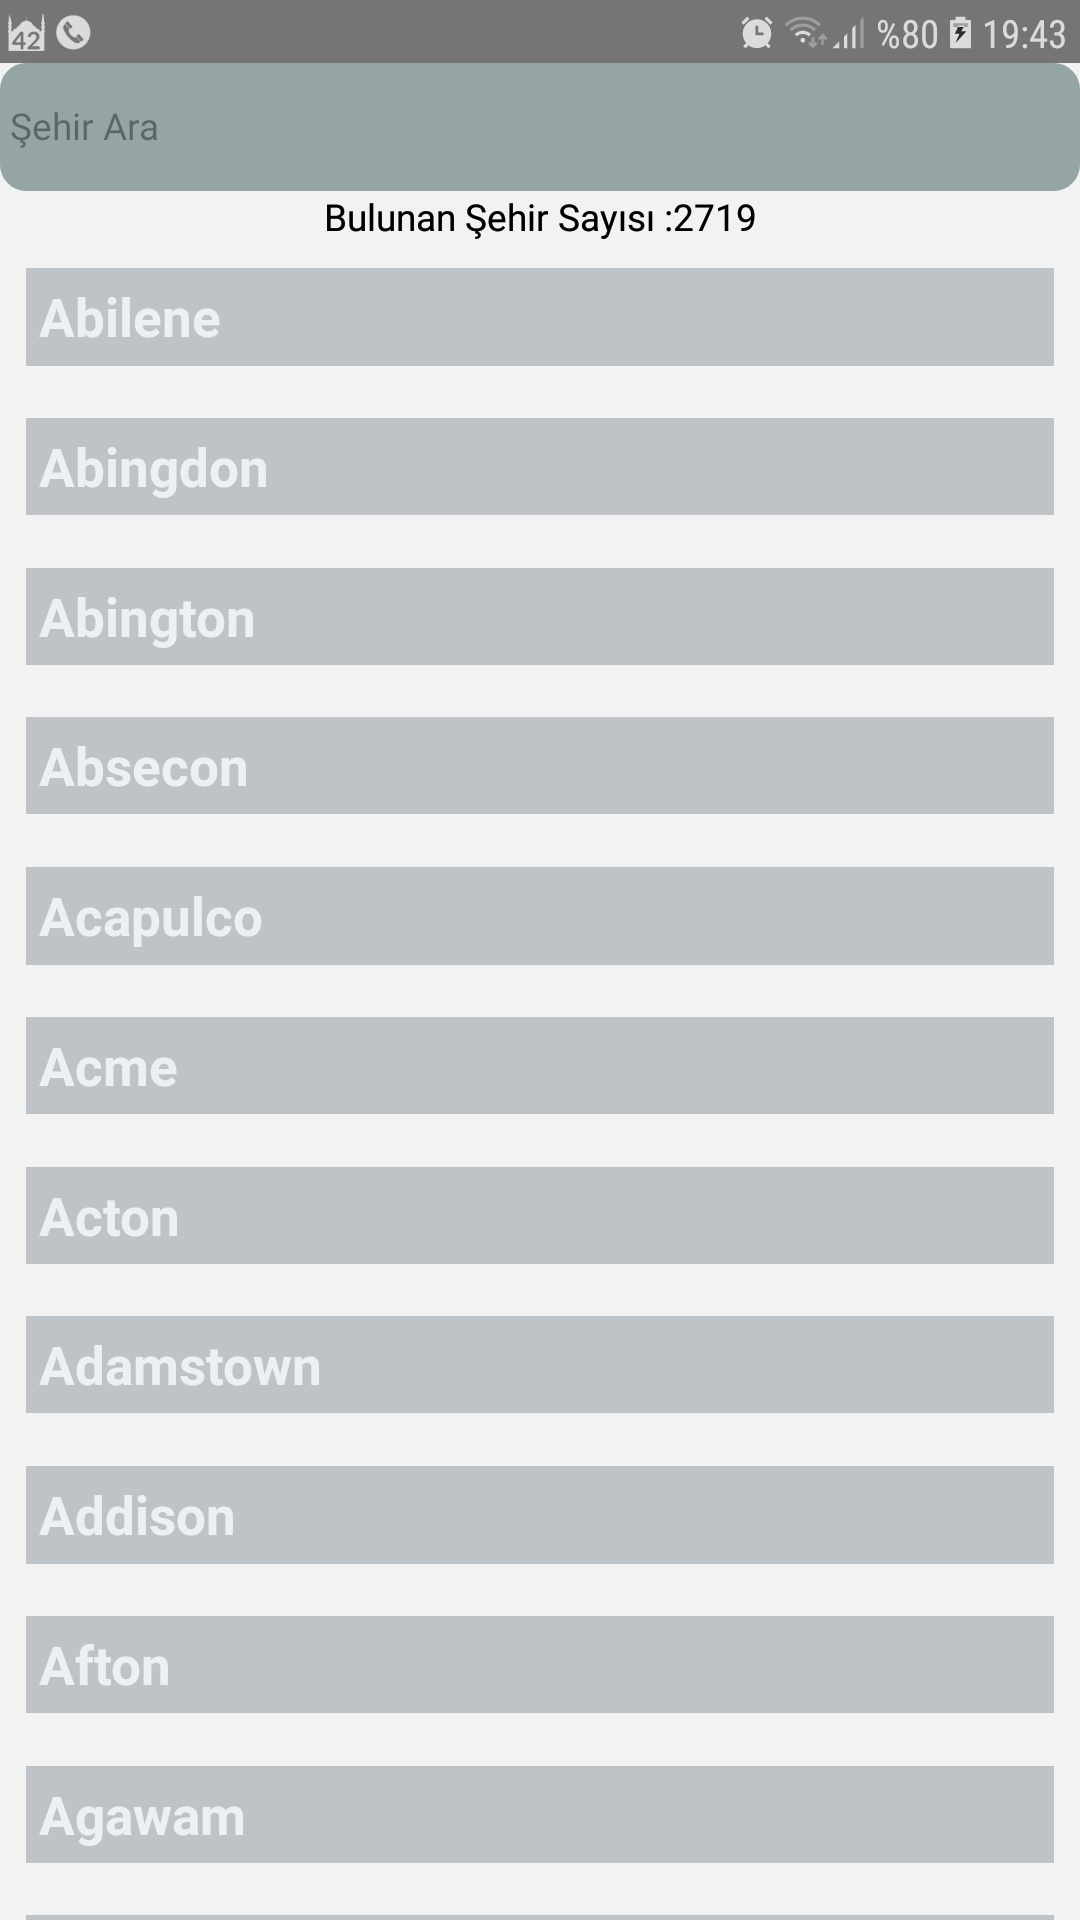 42 %80 19:43
Şehir Ara
Bulunan Şehir Sayısı :2719
Abilene
Abingdon
Abington
Absecon
Acapulco
Acme
Acton
Adamstown
Addison
Afton
Agawam